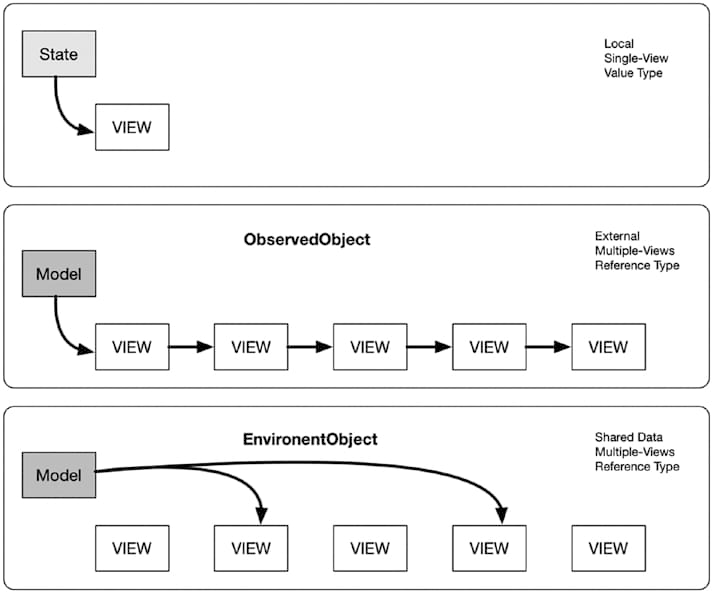 State
VIEW
Local
Single-View
Value Type
ObservedObject
Model
External
Multiple-Views
Reference Type
VIEW VIEW VIEW VIEW VIEW
EnvironentObject
Model
Shared Data
Multiple-Views
Reference Type
VIEW VIEW VIEW VIEW VIEW